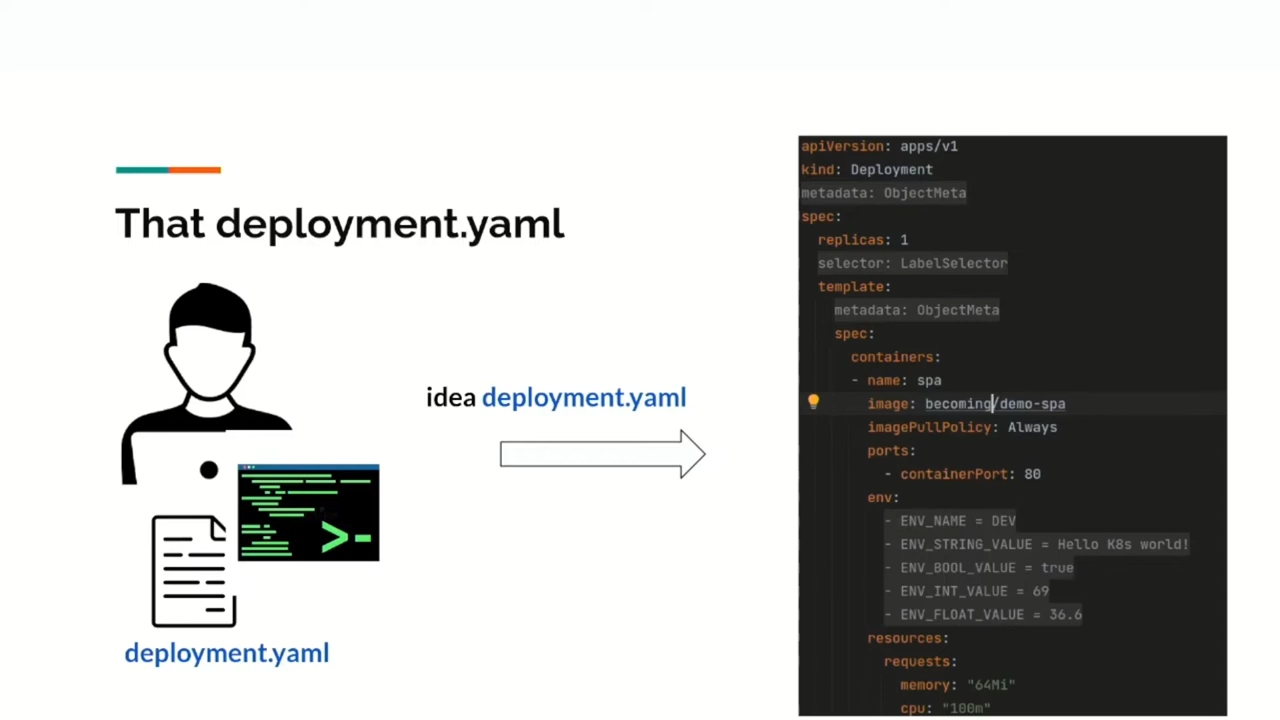 That deployment.yaml
idea deployment.yaml
>-
deployment.yaml
apiVersion: apps/v1
kind: Deployment
metadata: ObjectMeta
spec:
replicas: 1
selector: LabelSelector
template:
metadata: ObjectMeta
spec:
containers:
- name: spa
image: becoming/demo-spa
imagePullPolicy: Always
ports:
- containerPort: 80
env:
- ENV_NAME = DEV
- ENV_STRING_VALUE = Hello K8s world!
- ENV_BOOL_VALUE = true
- ENV_INT_VALUE = 69
- ENV_FLOAT_VALUE = 36.6
resources:
requests:
memory: "64Mi"
cpu: "100m"